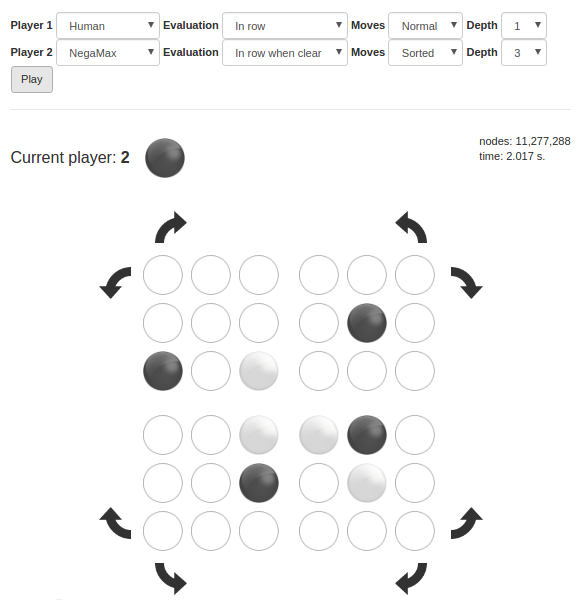 Player 1 Human Evaluation In row Moves Normal Depth 1
Player 2 NegaMax Evaluation In row when clear Moves Sorted Depth 3
Play
Current player: 2
nodes: 11,277,288
time: 2.017 s.